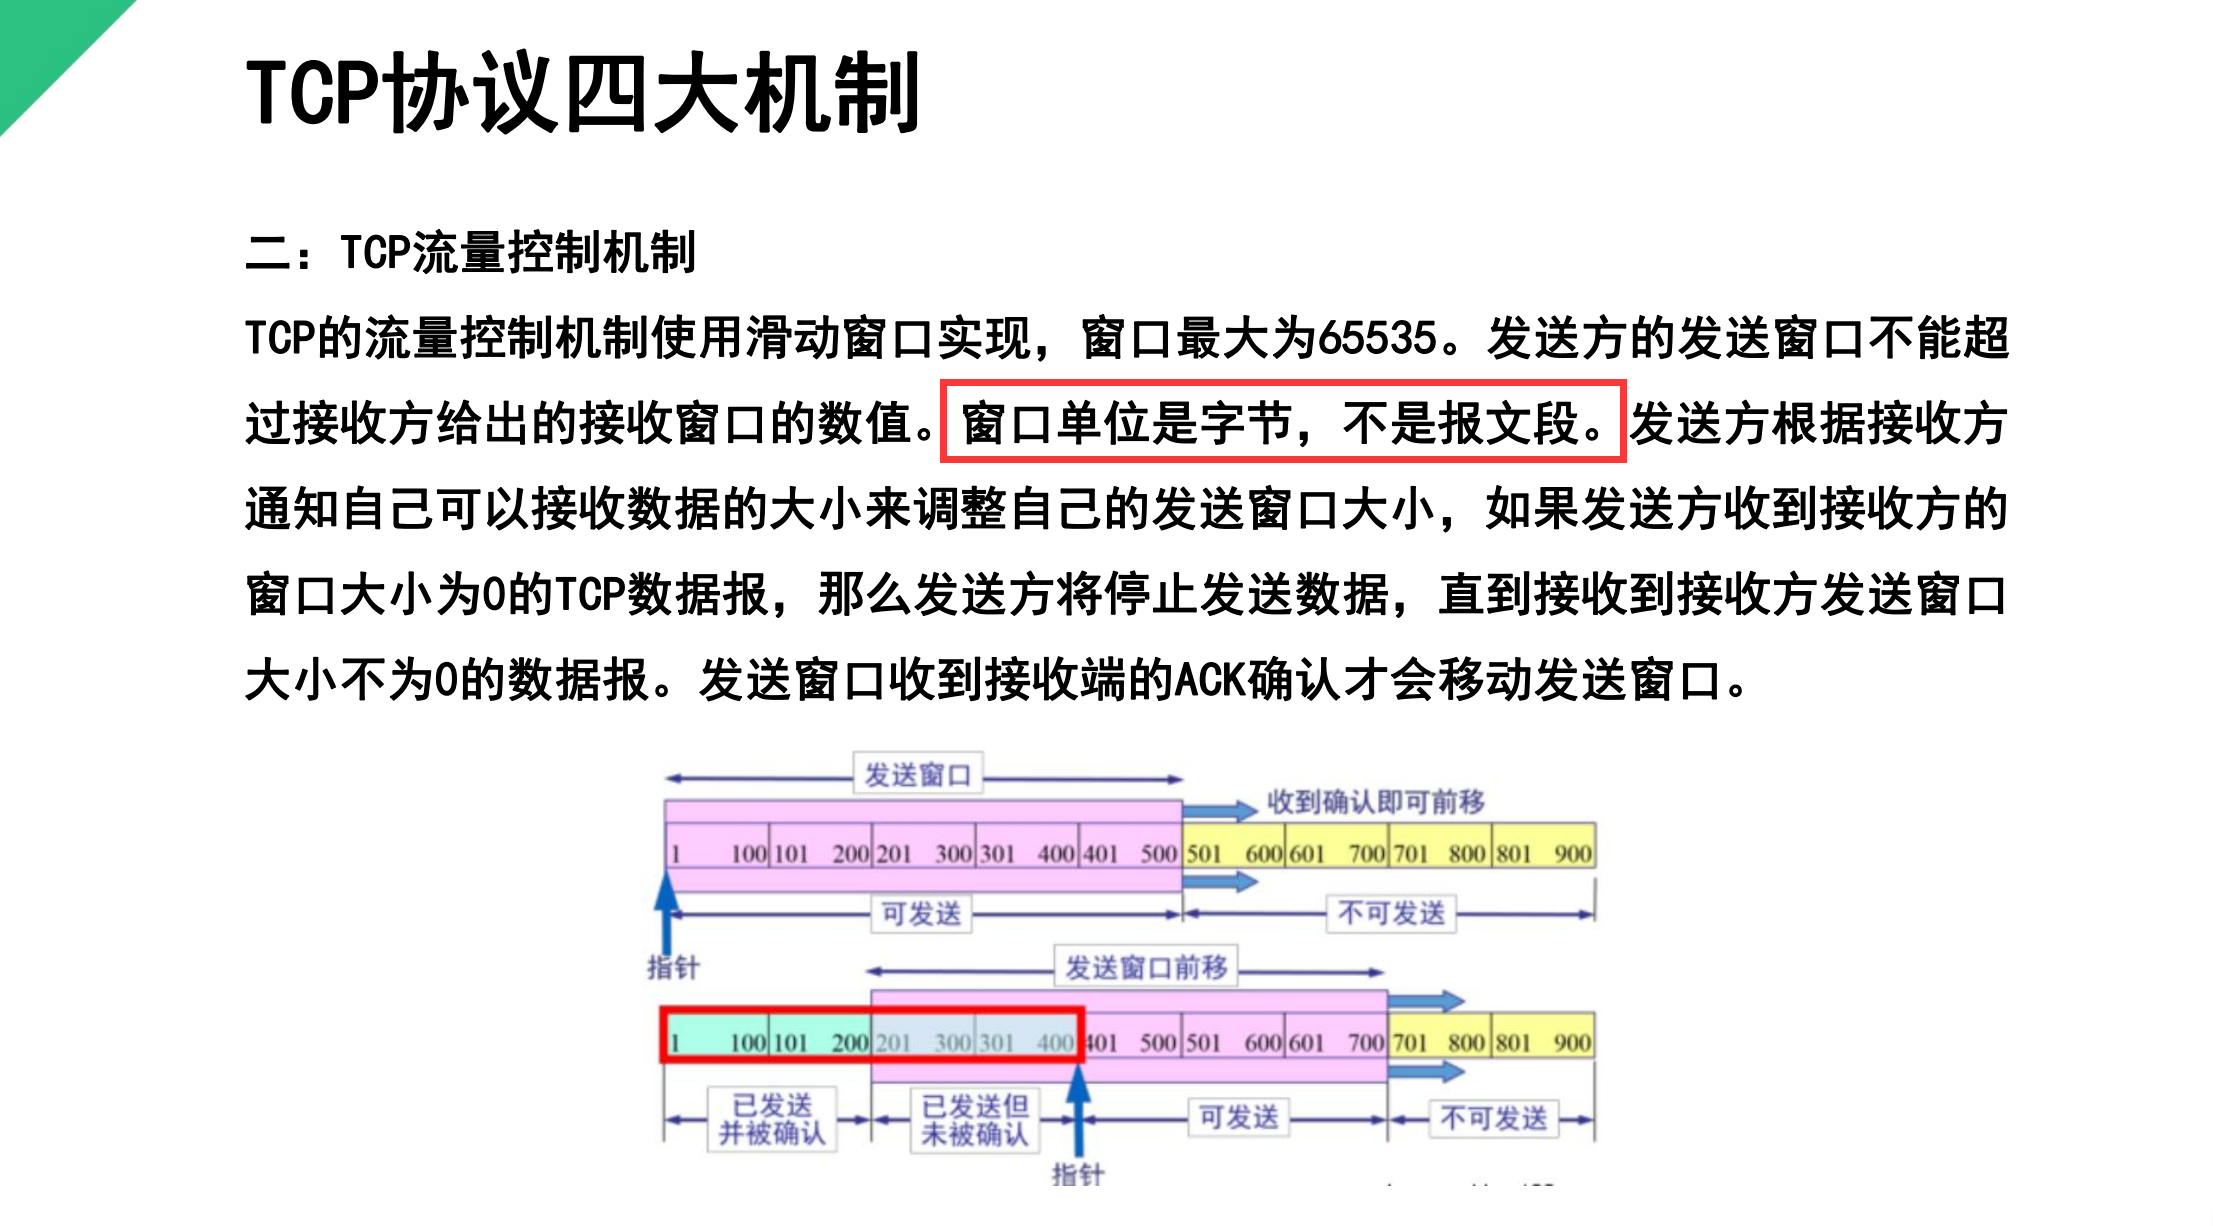 TCP协议四大机制
二：TCP流量控制机制
TCP的流量控制机制使用滑动窗口实现，窗口最大为65535。发送方的发送窗口不能超
过接收方给出的接收窗口的数值。窗口单位是字节，不是报文段。发送方根据接收方
通知自己可以接收数据的大小来调整自己的发送窗口大小，如果发送方收到接收方的
窗口大小为0的TCP数据报，那么发送方将停止发送数据，直到接收到接收方发送窗口
大小不为0的数据报。发送窗口收到接收端的ACK确认才会移动发送窗口。
发送窗口
收到确认即可前移
1 100 101 200 201 300 301 400 401 500 501 600 601 700 701 800 801 900
可发送 不可发送
指针
发送窗口前移
1 100 101 200 201 300 301 400 401 500 501 600 601 700 701 800 801 900
已发送
并被确认
已发送但
未被确认
可发送
不可发送
指针